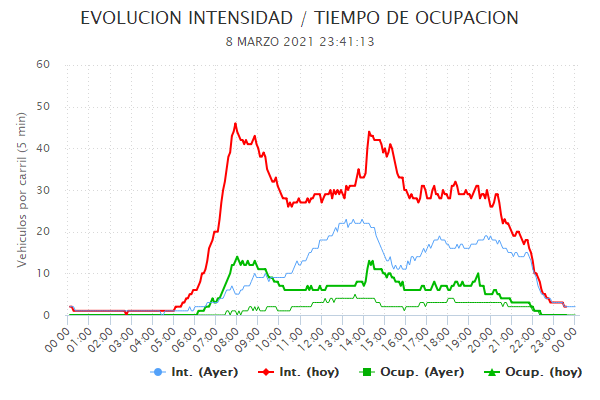 EVOLUCION INTENSIDAD / TIEMPO DE OCUPACION
8 MARZO 2021 23:41:13
Vehiculos por carril (5 min)
60
50
40
30
20
10
0
00:00 01:00 02:00 03:00 04:00 05:00 06:00 07:00 08:00 09:00 10:00 11:00 12:00 13:00 14:00 15:00 16:00 17:00 18:00 19:00 20:00 21:00 22:00 23:00 00:00
Int. (Ayer) Int. (hoy) Ocup. (Ayer) Ocup. (hoy)